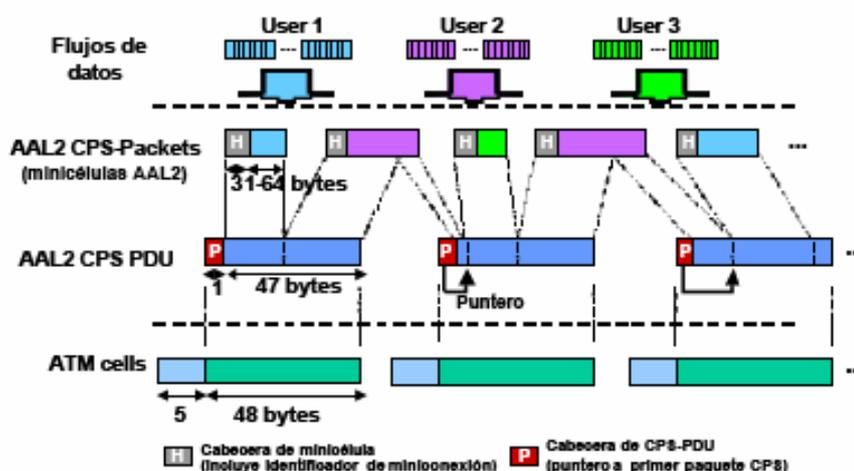 User 1 User 2 User 3
Flujos de
datos
...
AAL2 CPS-Packets
(minicélulas AAL2)
H H H H H
...
31-64 bytes
AAL2 CPS PDU
P P P
...
1 47 bytes
Puntero
ATM cells
...
5 48 bytes
H Cabecera de minicélula
(incluye identificador de miniconexión)
P Cabecera de CPS-PDU
(puntero a primer paquete CPS)